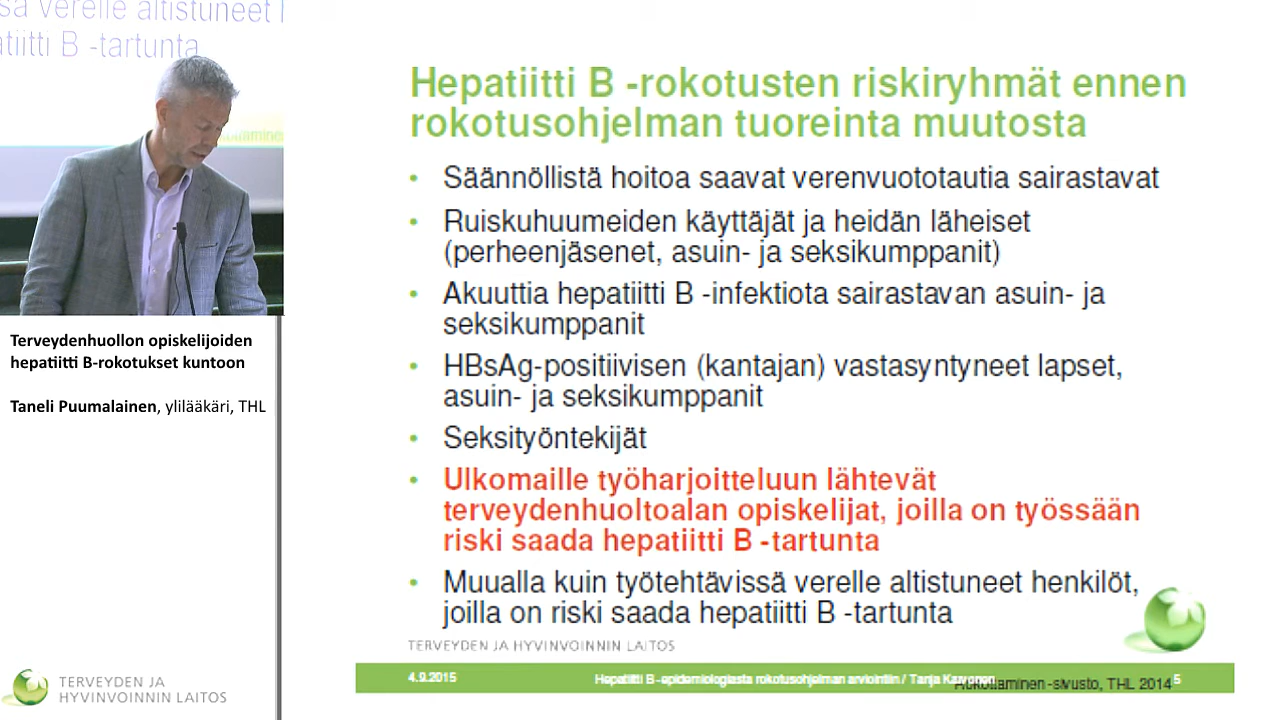 sä verelle altistuneet
atiitti B -tartunta
Terveydenhuollon opiskelijoiden
hepatiitti B-rokotukset kuntoon
Taneli Puumalainen, ylilääkäri, THL
TERVEYDEN JA
HYVINVOINNIN LAITOS
Hepatiitti B -rokotusten riskiryhmät ennen
rokotusohjelman tuoreinta muutosta
• Säännöllistä hoitoa saavat verenvuototautia sairastavat
• Ruiskuhuumeiden käyttäjät ja heidän läheiset
(perheenjäsenet, asuin- ja seksikumppanit)
• Akuuttia hepatiitti B -infektiota sairastavan asuin- ja
seksikumppanit
• HBsAg-positiivisen (kantajan) vastasyntyneet lapset,
asuin- ja seksikumppanit
• Seksityöntekijät
• Ulkomaille työharjoitteluun lähtevät
terveydenhuoltoalan opiskelijat, joilla on työssään
riski saada hepatiitti B -tartunta
• Muualla kuin työtehtävissä verelle altistuneet henkilöt,
joilla on riski saada hepatiitti B -tartunta
TERVEYDEN JA HYVINVOINNIN LAITOS
4.9.2015 Hepatiitti B -epidemiologiasta rokotusohjelman arviointiin / Tanja Karvonen 5
-sivusto, THL 2014